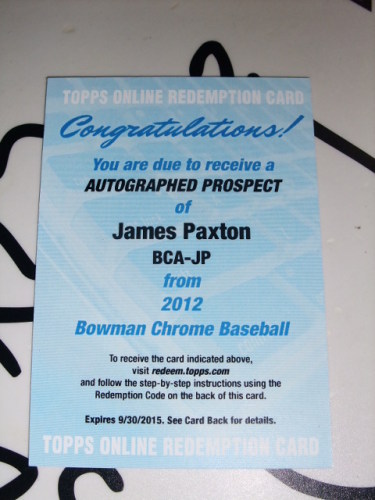 TOPPS ONLINE REDEMPTION CARD
Congratulations!
You are due to receive a
AUTOGRAPHED PROSPECT
of
James Paxton
BCA-JP
from
2012
Bowman Chrome Baseball
To receive the card indicated above,
visit redeem.topps.com
and follow the step-by-step instructions using the
Redemption Code on the back of this card.
Expires 9/30/2015. See Card Back for details.
TOPPS ONLINE REDEMPTION CARD